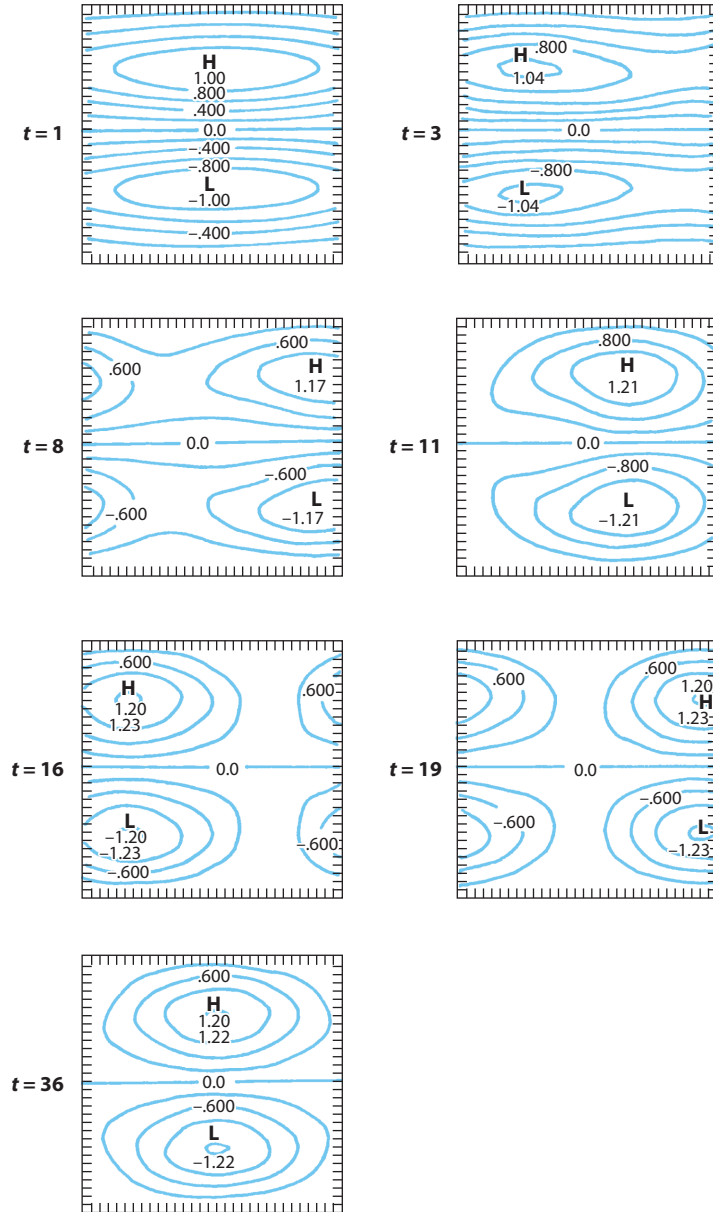 t = 1
H
1.00
.800
.400
0.0
–.400
–.800
L
–1.00
–.400
t = 3
.800
H
1.04
0.0
–.800
L
–1.04
t = 8
.600
.600
H
1.17
0.0
–.600
–.600
L
–1.17
t = 11
.800
H
1.21
0.0
–.800
L
–1.21
t = 16
.600
H
.600
1.20
1.23
0.0
L
–1.20
–.600
–1.23
–.600
t = 19
.600
.600
1.20
H
1.23
0.0
–.600
–.600
L
–1.23
t = 36
.600
H
1.20
1.22
0.0
–.600
L
–1.22